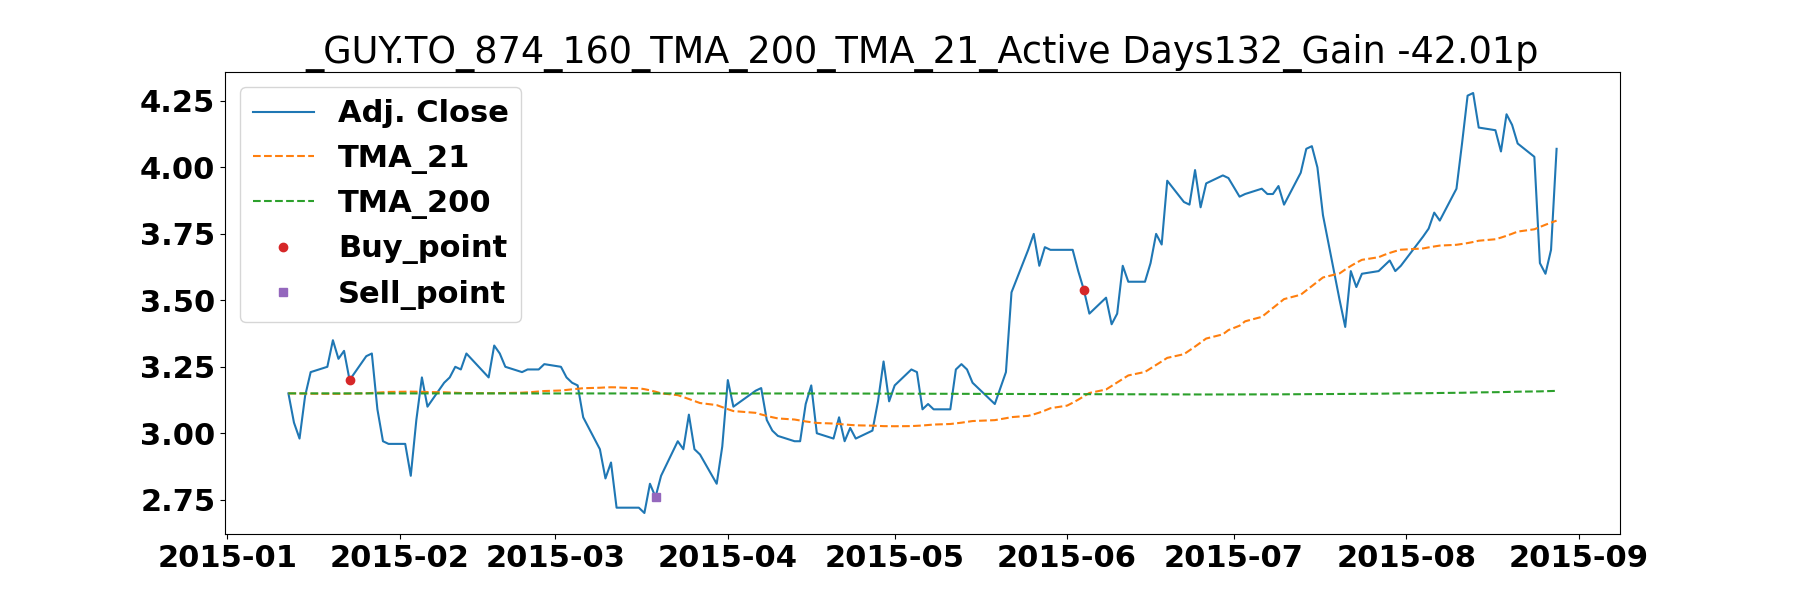 _GUY.TO_874_160_TMA_200_TMA_21_Active Days132_Gain -42.01p
4.25
4.00
3.75
3.50
3.25
3.00
2.75
Adj. Close
TMA_21
TMA_200
Buy_point
Sell_point
2015-01 2015-02 2015-03 2015-04 2015-05 2015-06 2015-07 2015-08 2015-09